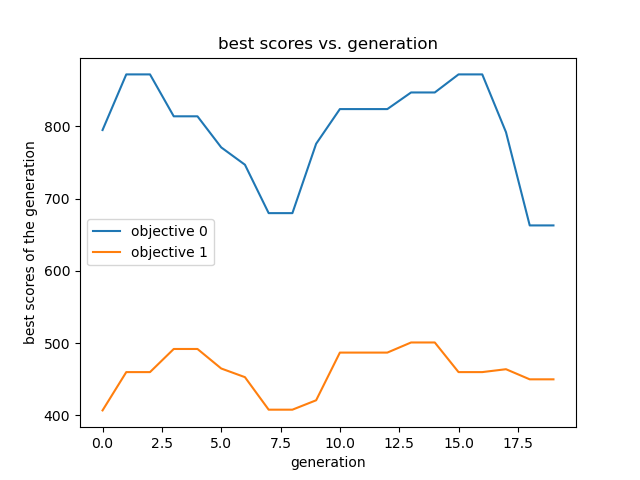 best scores vs. generation
best scores of the generation
800
700
600
500
400
objective 0
objective 1
0.0 2.5 5.0 7.5 10.0 12.5 15.0 17.5
generation